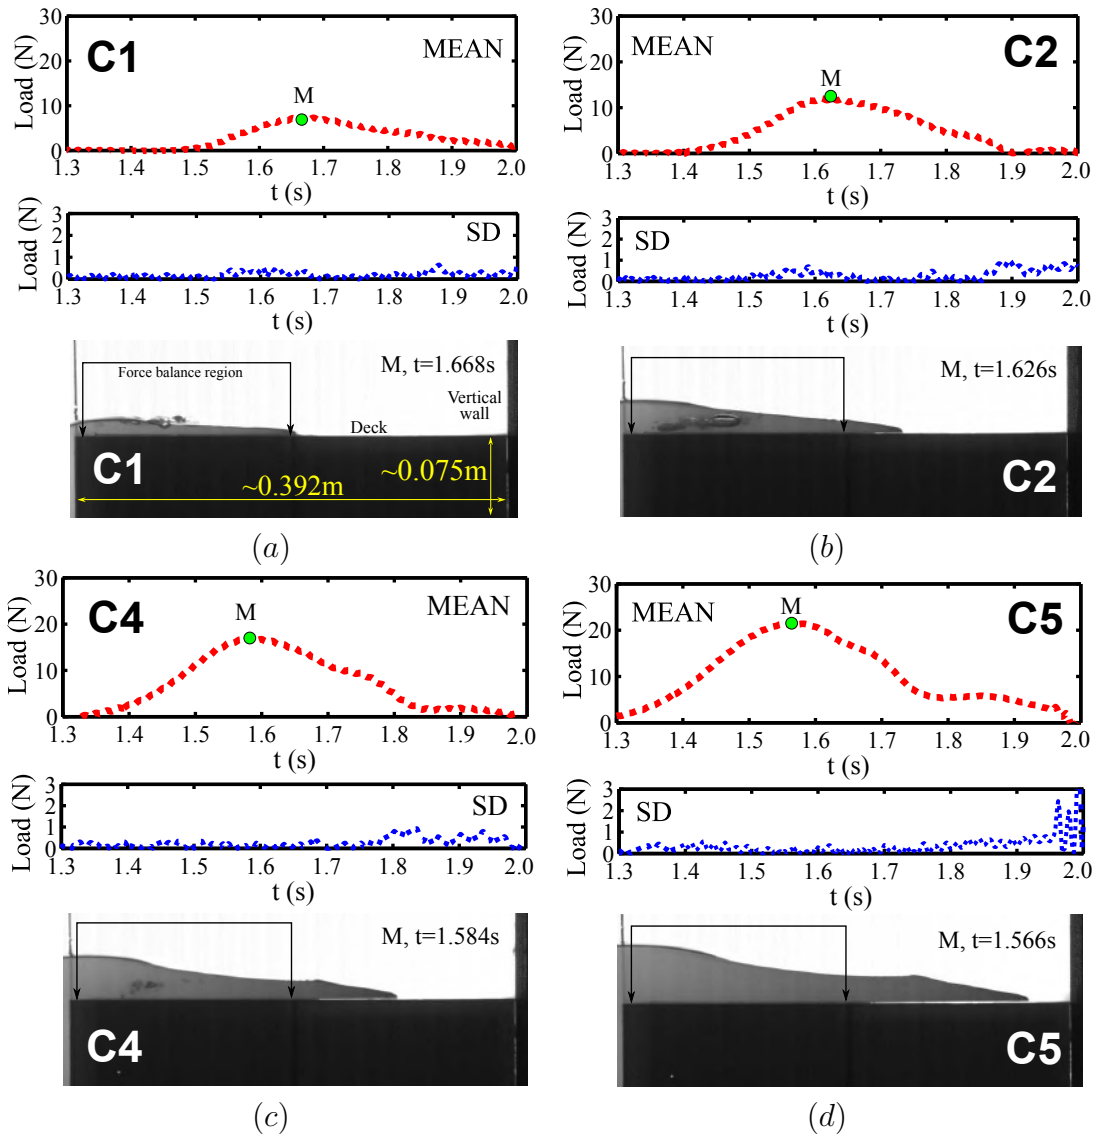 30
20
10
0
Load (N)
C1
MEAN
M
1.3 1.4 1.5 1.6 1.7 1.8 1.9 2.0
t (s)
3
2
1
0
Load (N)
SD
1.3 1.4 1.5 1.6 1.7 1.8 1.9 2.0
t (s)
Force balance region
M, t=1.668s
Vertical
wall
Deck
C1
~0.075m
~0.392m
(a)
30
20
10
0
Load (N)
MEAN
C2
M
1.3 1.4 1.5 1.6 1.7 1.8 1.9 2.0
t (s)
3
2
1
0
Load (N)
SD
1.3 1.4 1.5 1.6 1.7 1.8 1.9 2.0
t (s)
M, t=1.626s
C2
(b)
30
20
10
0
Load (N)
C4
MEAN
M
1.3 1.4 1.5 1.6 1.7 1.8 1.9 2.0
t (s)
3
2
1
0
Load (N)
SD
1.3 1.4 1.5 1.6 1.7 1.8 1.9 2.0
t (s)
M, t=1.584s
C4
(c)
30
20
10
0
Load (N)
MEAN
C5
M
1.3 1.4 1.5 1.6 1.7 1.8 1.9 2.0
t (s)
3
2
1
0
Load (N)
SD
1.3 1.4 1.5 1.6 1.7 1.8 1.9 2.0
t (s)
M, t=1.566s
C5
(d)